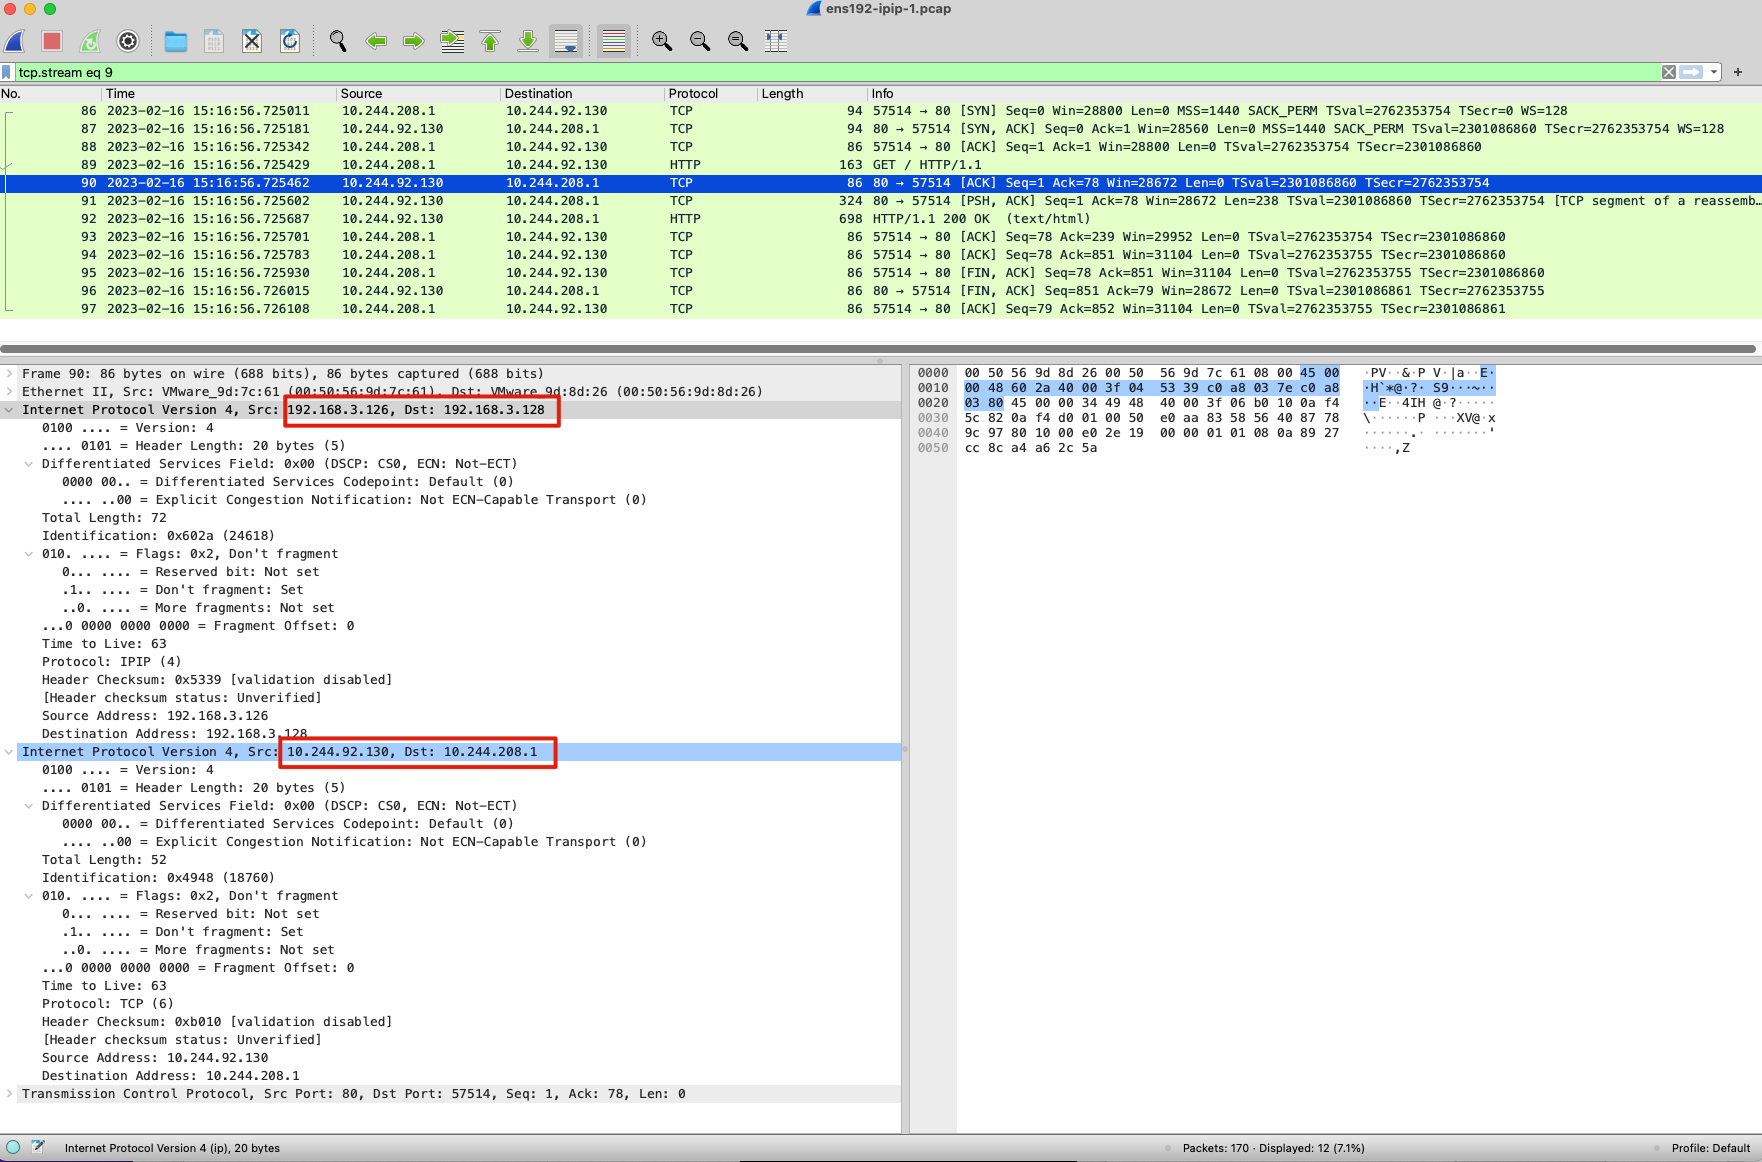 ens192-ipip-1.pcap
tcp.stream eq 9
No. Time Source Destination Protocol Length Info
86 2023-02-16 15:16:56.725011 10.244.208.1 10.244.92.130 TCP 94 57514 → 80 [SYN] Seq=0 Win=28800 Len=0 MSS=1440 SACK_PERM TSval=2762353754 TSecr=0 WS=128
87 2023-02-16 15:16:56.725181 10.244.92.130 10.244.208.1 TCP 94 80 → 57514 [SYN, ACK] Seq=0 Ack=1 Win=28560 Len=0 MSS=1440 SACK_PERM TSval=2301086860 TSecr=2762353754 WS=128
88 2023-02-16 15:16:56.725342 10.244.208.1 10.244.92.130 TCP 86 57514 → 80 [ACK] Seq=1 Ack=1 Win=28800 Len=0 TSval=2762353754 TSecr=2301086860
89 2023-02-16 15:16:56.725429 10.244.208.1 10.244.92.130 HTTP 163 GET / HTTP/1.1
90 2023-02-16 15:16:56.725462 10.244.92.130 10.244.208.1 TCP 86 80 → 57514 [ACK] Seq=1 Ack=78 Win=28672 Len=0 TSval=2301086860 TSecr=2762353754
91 2023-02-16 15:16:56.725602 10.244.92.130 10.244.208.1 TCP 324 80 → 57514 [PSH, ACK] Seq=1 Ack=78 Win=28672 Len=238 TSval=2301086860 TSecr=2762353754 [TCP segment of a reassemb…
92 2023-02-16 15:16:56.725687 10.244.92.130 10.244.208.1 HTTP 698 HTTP/1.1 200 OK (text/html)
93 2023-02-16 15:16:56.725701 10.244.208.1 10.244.92.130 TCP 86 57514 → 80 [ACK] Seq=78 Ack=239 Win=29952 Len=0 TSval=2762353754 TSecr=2301086860
94 2023-02-16 15:16:56.725783 10.244.208.1 10.244.92.130 TCP 86 57514 → 80 [ACK] Seq=78 Ack=851 Win=31104 Len=0 TSval=2762353755 TSecr=2301086860
95 2023-02-16 15:16:56.725930 10.244.208.1 10.244.92.130 TCP 86 57514 → 80 [FIN, ACK] Seq=78 Ack=851 Win=31104 Len=0 TSval=2762353755 TSecr=2301086860
96 2023-02-16 15:16:56.726015 10.244.92.130 10.244.208.1 TCP 86 80 → 57514 [FIN, ACK] Seq=851 Ack=79 Win=28672 Len=0 TSval=2301086861 TSecr=2762353755
97 2023-02-16 15:16:56.726108 10.244.208.1 10.244.92.130 TCP 86 57514 → 80 [ACK] Seq=79 Ack=852 Win=31104 Len=0 TSval=2762353755 TSecr=2301086861
Frame 90: 86 bytes on wire (688 bits), 86 bytes captured (688 bits)
Ethernet II, Src: VMware_9d:7c:61 (00:50:56:9d:7c:61), Dst: VMware_9d:8d:26 (00:50:56:9d:8d:26)
Internet Protocol Version 4, Src: 192.168.3.126, Dst: 192.168.3.128
0100 .... = Version: 4
.... 0101 = Header Length: 20 bytes (5)
Differentiated Services Field: 0x00 (DSCP: CS0, ECN: Not-ECT)
0000 00.. = Differentiated Services Codepoint: Default (0)
.... ..00 = Explicit Congestion Notification: Not ECN-Capable Transport (0)
Total Length: 72
Identification: 0x602a (24618)
010. .... = Flags: 0x2, Don't fragment
0... .... = Reserved bit: Not set
.1.. .... = Don't fragment: Set
..0. .... = More fragments: Not set
...0 0000 0000 0000 = Fragment Offset: 0
Time to Live: 63
Protocol: IPIP (4)
Header Checksum: 0x5339 [validation disabled]
[Header checksum status: Unverified]
Source Address: 192.168.3.126
Destination Address: 192.168.3.128
Internet Protocol Version 4, Src: 10.244.92.130, Dst: 10.244.208.1
0100 .... = Version: 4
.... 0101 = Header Length: 20 bytes (5)
Differentiated Services Field: 0x00 (DSCP: CS0, ECN: Not-ECT)
0000 00.. = Differentiated Services Codepoint: Default (0)
.... ..00 = Explicit Congestion Notification: Not ECN-Capable Transport (0)
Total Length: 52
Identification: 0x4948 (18760)
010. .... = Flags: 0x2, Don't fragment
0... .... = Reserved bit: Not set
.1.. .... = Don't fragment: Set
..0. .... = More fragments: Not set
...0 0000 0000 0000 = Fragment Offset: 0
Time to Live: 63
Protocol: TCP (6)
Header Checksum: 0xb010 [validation disabled]
[Header checksum status: Unverified]
Source Address: 10.244.92.130
Destination Address: 10.244.208.1
Transmission Control Protocol, Src Port: 80, Dst Port: 57514, Seq: 1, Ack: 78, Len: 0
0000 00 50 56 9d 8d 26 00 50 56 9d 7c 61 08 00 45 00 ·PV··&·P V·|a··E·
0010 00 48 60 2a 40 00 3f 04 53 39 c0 a8 03 7e c0 a8 ·H`*@·?· S9···~··
0020 03 80 45 00 00 34 49 48 40 00 3f 06 b0 10 0a f4 ··E··4IH @·?·····
0030 5c 82 0a f4 d0 01 00 50 e0 aa 83 58 56 40 87 78 \······P ···XV@·x
0040 9c 97 80 10 00 e0 2e 19 00 00 01 01 08 0a 89 27 ······.· ·······'
0050 cc 8c a4 a6 2c 5a ····,Z
Internet Protocol Version 4 (ip), 20 bytes
Packets: 170 · Displayed: 12 (7.1%)
Profile: Default